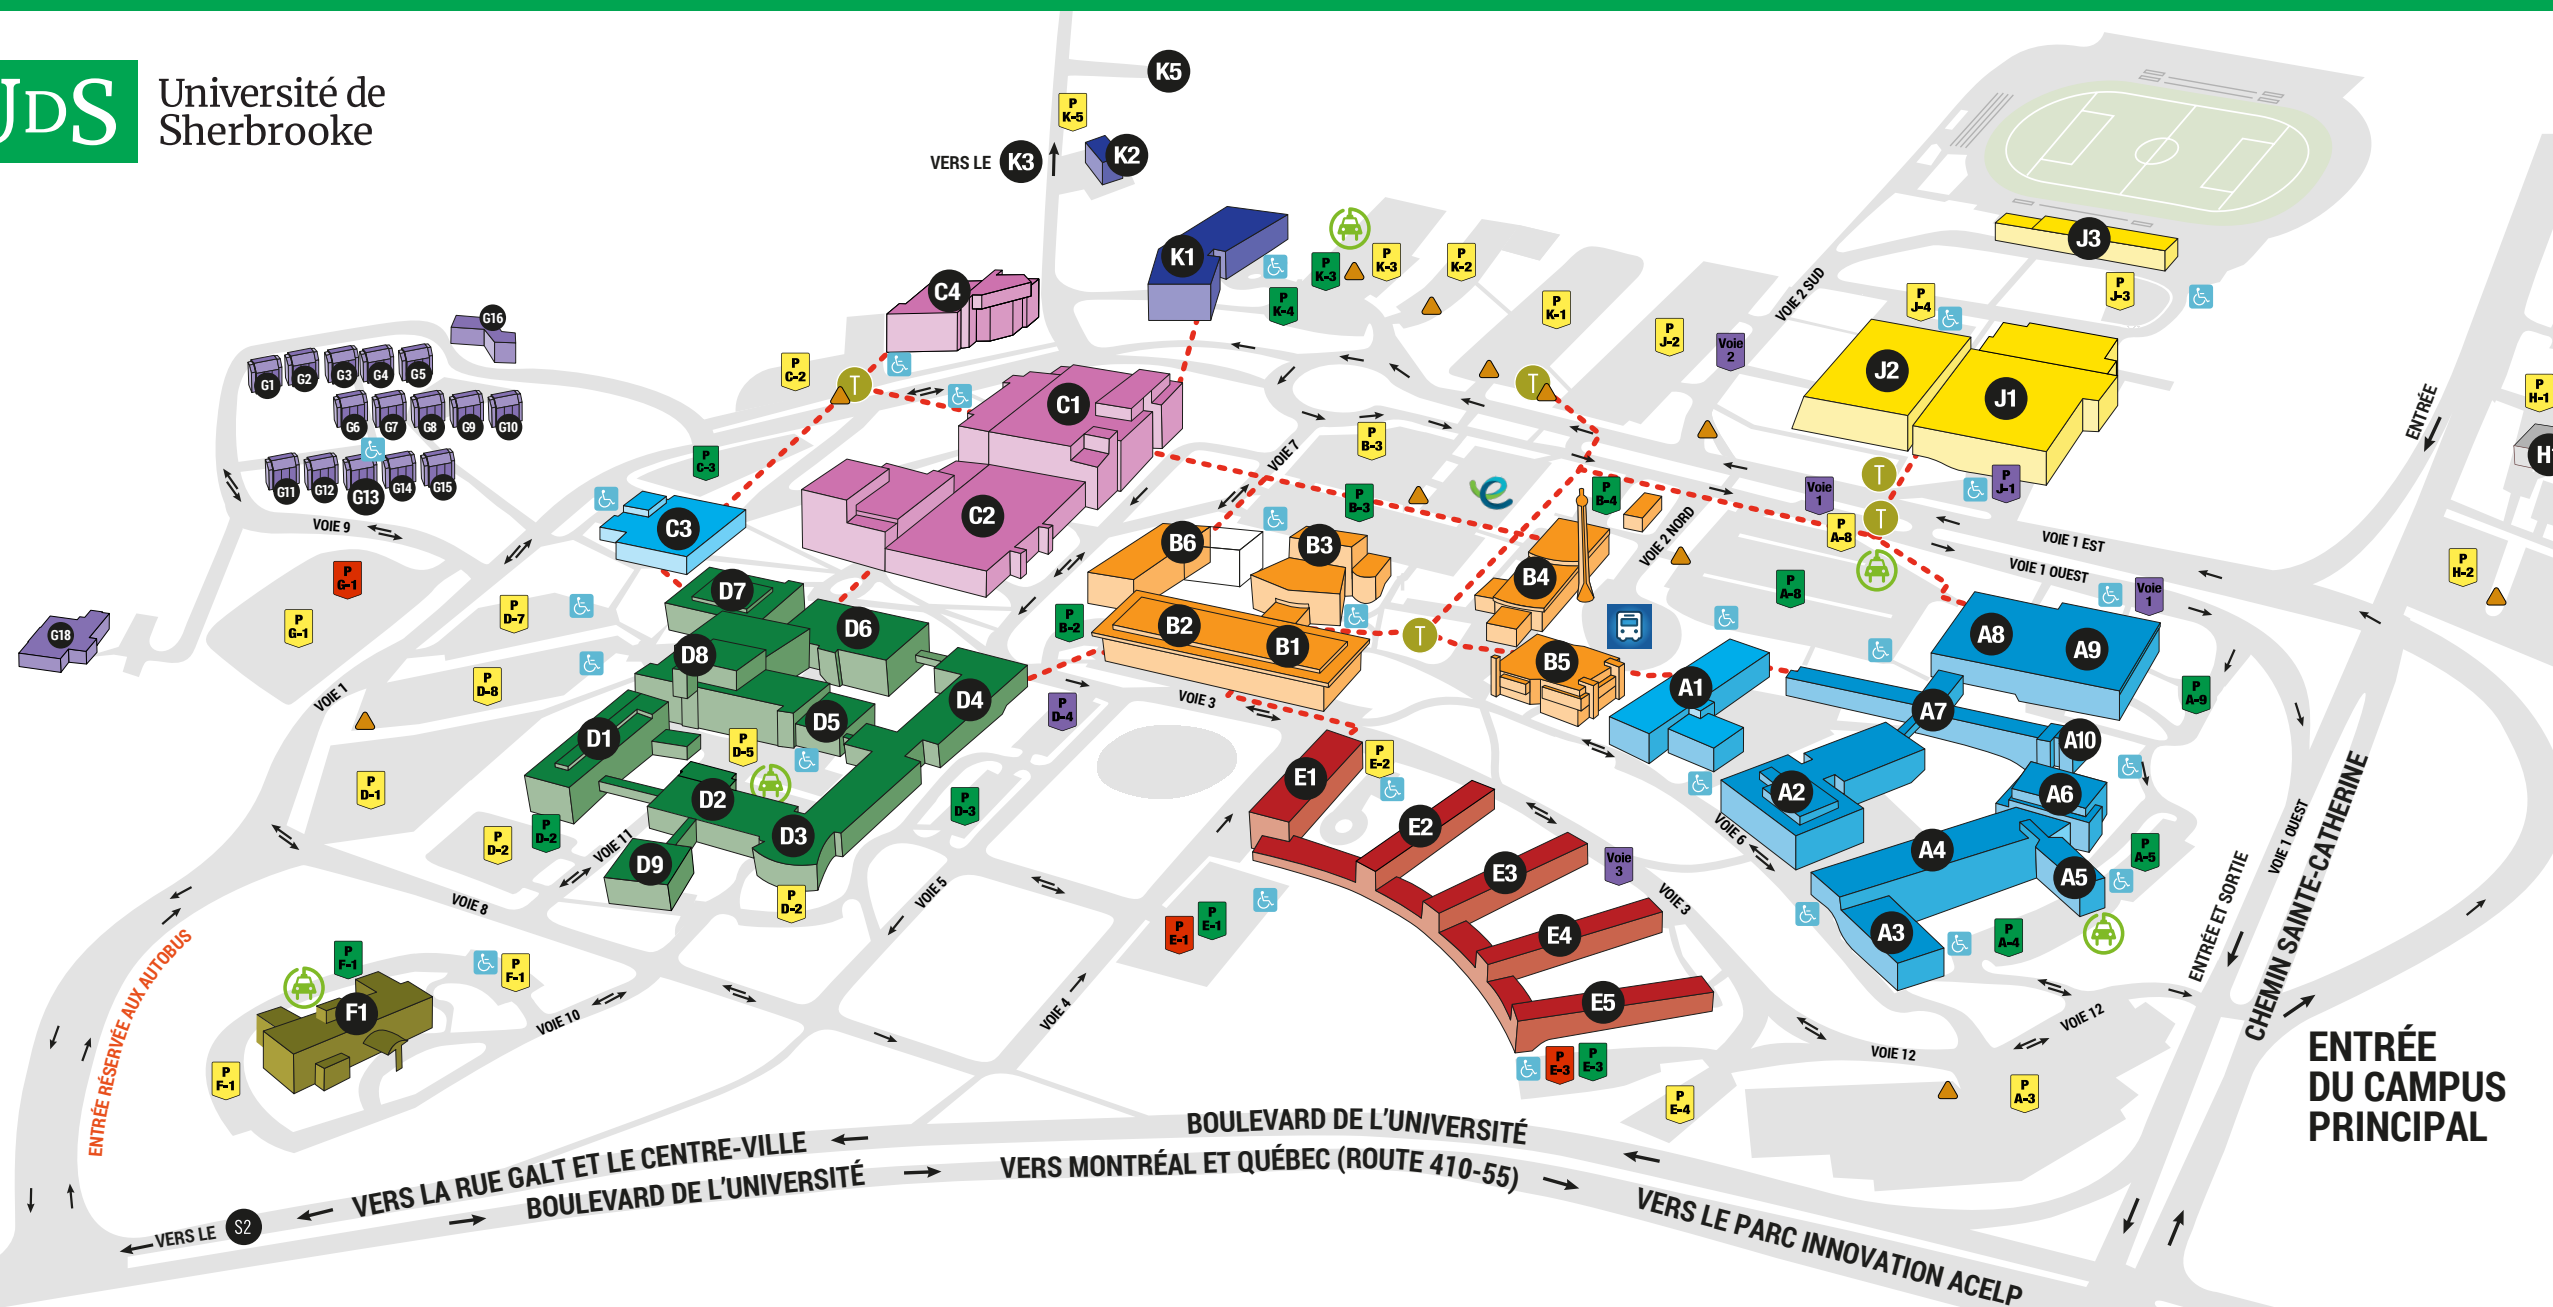 UDS
Université de
Sherbrooke
K5
P
K-5
VERS LE K3
K2
K1
P
K-3
P
K-3
P
K-2
P
K-4
P
K-1
P
J-2
Voie
2
VOIE 2 SUD
J3
P
J-3
P
J-4
J2
J1
P
J-1
C4
P
C-2
T
C1
C2
P
C-3
C3
T
P
B-3
VOIE 7
P
B-3
P
B-4
VOIE 2 NORD
Voie
1
P
A-8
T
T
VOIE 1 EST
VOIE 1 OUEST
Voie
1
ENTRÉE
P
H-1
H1
P
H-2
G16
G1
G2
G3
G4
G5
G6
G7
G8
G9
G10
G11
G12
G13
G14
G15
VOIE 9
P
G-1
P
G-1
G18
P
D-7
P
D-8
VOIE 1
P
D-1
D7
D6
D8
D4
D5
D1
P
D-5
D2
D3
D9
P
D-2
P
D-2
P
D-2
VOIE 11
VOIE 8
P
D-3
P
D-4
P
B-2
B6
B3
B2
B1
B4
B5
T
VOIE 3
P
A-8
A1
A8
A9
P
A-9
A7
A10
A2
A6
A4
A5
P
A-5
A3
P
A-4
VOIE 6
E1
P
E-2
E2
E3
E4
E5
Voie
3
VOIE 3
P
E-1
P
E-1
P
E-3
P
E-3
P
E-4
VOIE 5
VOIE 4
VOIE 10
P
F-1
P
F-1
P
F-1
F1
ENTRÉE RÉSERVÉE AUX AUTOBUS
VOIE 12
VOIE 12
P
A-3
VOIE 1 OUEST
ENTRÉE ET SORTIE
CHEMIN SAINTE-CATHERINE
ENTRÉE
DU CAMPUS
PRINCIPAL
BOULEVARD DE L'UNIVERSITÉ
VERS LA RUE GALT ET LE CENTRE-VILLE
BOULEVARD DE L'UNIVERSITÉ
VERS MONTRÉAL ET QUÉBEC (ROUTE 410-55)
VERS LE PARC INNOVATION ACELP
VERS LE S2